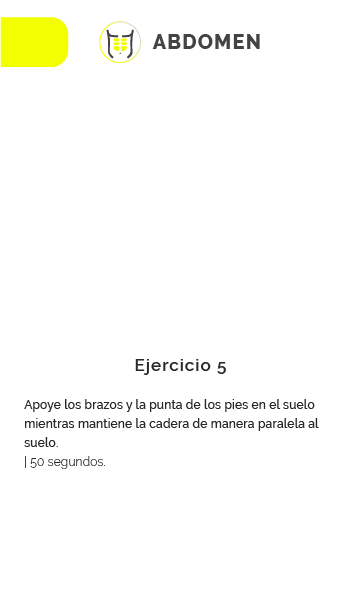 ABDOMEN
Ejercicio 5
Apoye los brazos y la punta de los pies en el suelo
mientras mantiene la cadera de manera paralela al
suelo.
| 50 segundos.